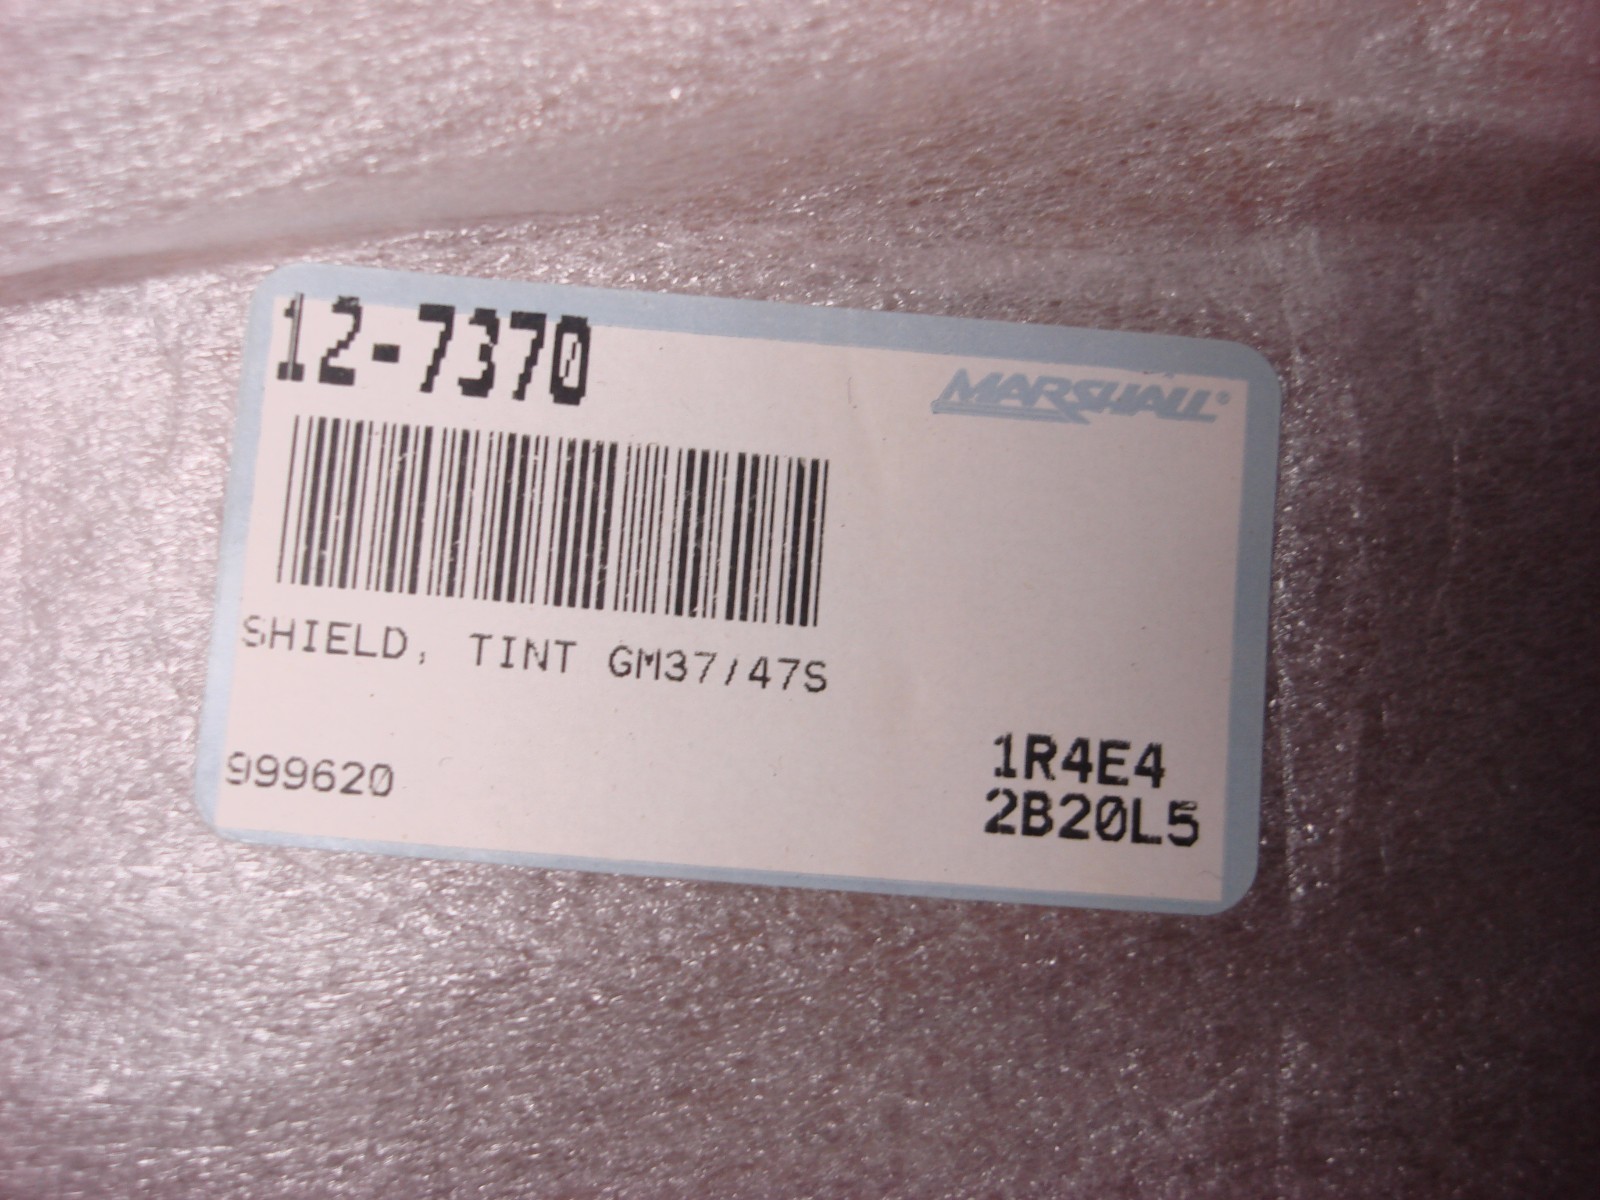 12-7370
MARSHALL®
SHIELD, TINT GM37/47S
999620
1R4E4
2B20L5